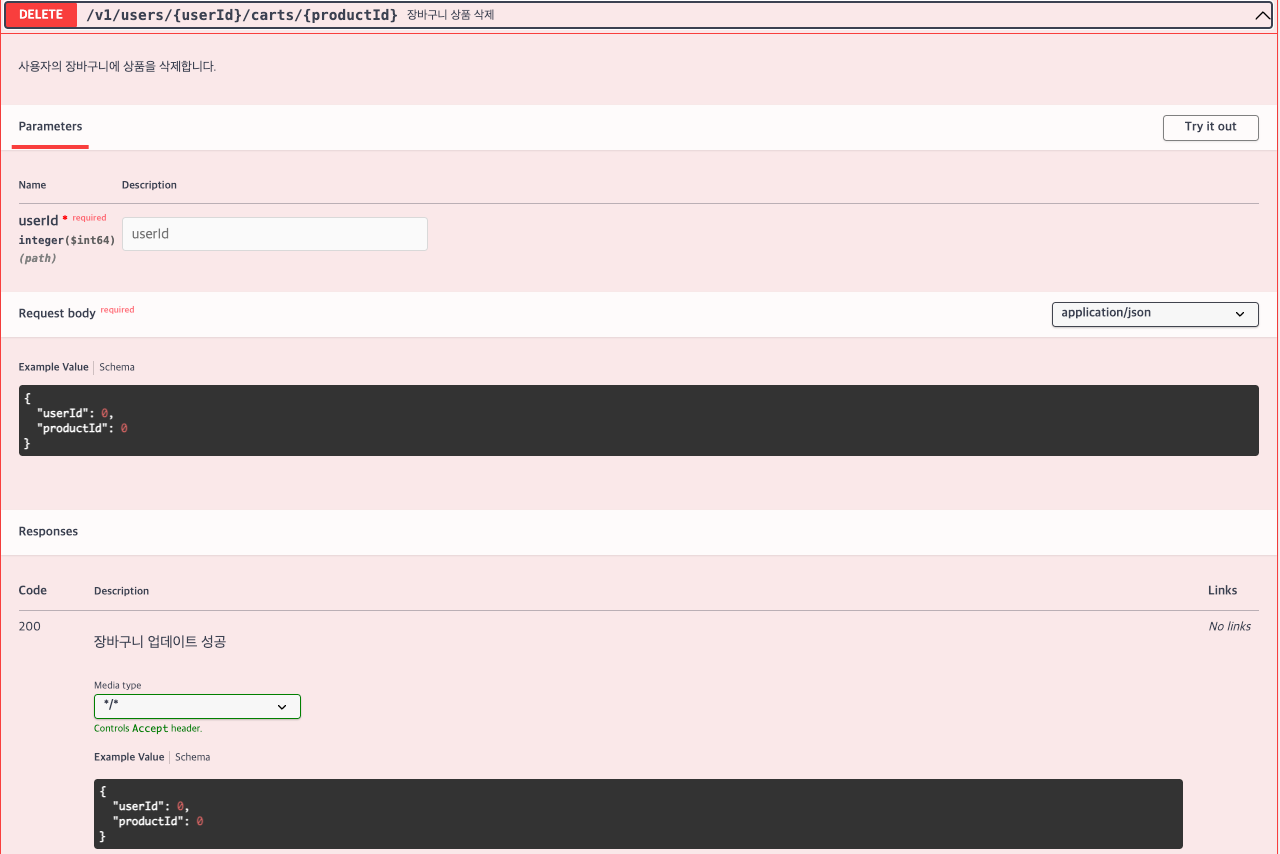 DELETE /v1/users/{userId}/carts/{productId} 장바구니 상품 삭제
사용자의 장바구니에 상품을 삭제합니다.
Parameters Try it out
Name Description
userId * required
integer($int64) userId
(path)
Request body required application/json
Example Value Schema
{
"userId": 0,
"productId": 0
}
Responses
Code Description Links
200 No links
장바구니 업데이트 성공
Media type
*/*
Controls Accept header.
Example Value Schema
{
"userId": 0,
"productId": 0
}